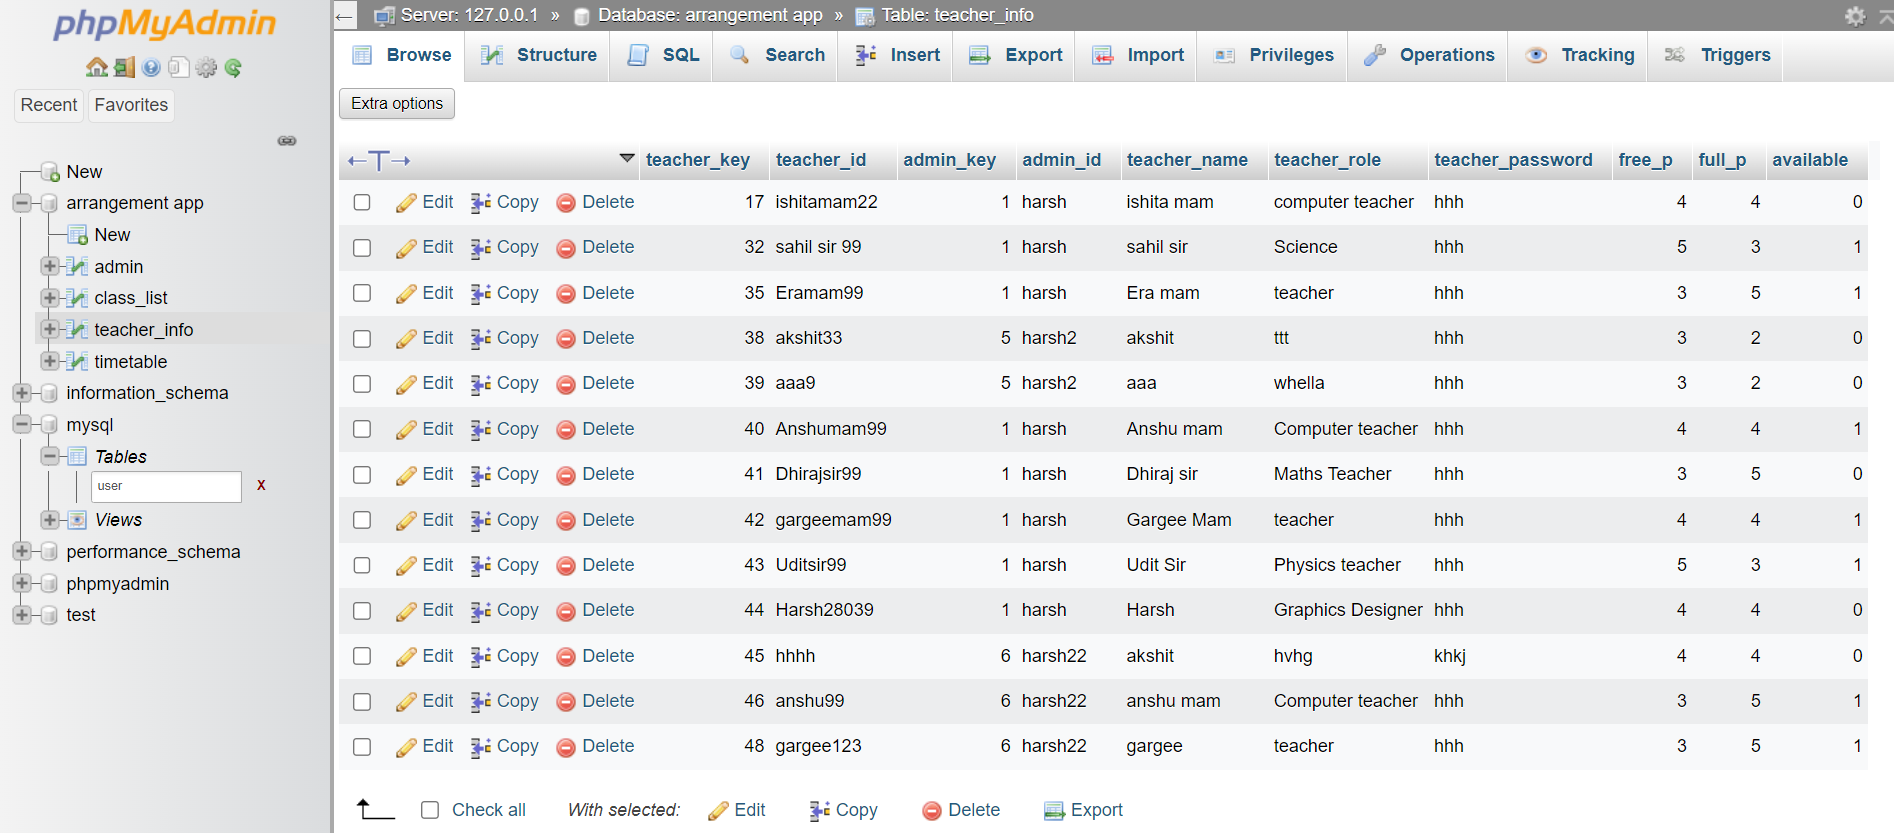 phpMyAdmin
Recent Favorites
New
arrangement app
New
admin
class_list
teacher_info
timetable
information_schema
mysql
Tables
user X
Views
performance_schema
phpmyadmin
test
← Server: 127.0.0.1 » Database: arrangement app » Table: teacher_info
Browse Structure SQL Search Insert Export Import Privileges Operations Tracking Triggers
Extra options
←T→ ▼ teacher_key teacher_id admin_key admin_id teacher_name teacher_role teacher_password free_p full_p available
Edit Copy Delete 17 ishitamam22 1 harsh ishita mam computer teacher hhh 4 4 0
Edit Copy Delete 32 sahil sir 99 1 harsh sahil sir Science hhh 5 3 1
Edit Copy Delete 35 Eramam99 1 harsh Era mam teacher hhh 3 5 1
Edit Copy Delete 38 akshit33 5 harsh2 akshit ttt hhh 3 2 0
Edit Copy Delete 39 aaa9 5 harsh2 aaa whella hhh 3 2 0
Edit Copy Delete 40 Anshumam99 1 harsh Anshu mam Computer teacher hhh 4 4 1
Edit Copy Delete 41 Dhirajsir99 1 harsh Dhiraj sir Maths Teacher hhh 3 5 0
Edit Copy Delete 42 gargeemam99 1 harsh Gargee Mam teacher hhh 4 4 1
Edit Copy Delete 43 Uditsir99 1 harsh Udit Sir Physics teacher hhh 5 3 1
Edit Copy Delete 44 Harsh28039 1 harsh Harsh Graphics Designer hhh 4 4 0
Edit Copy Delete 45 hhhh 6 harsh22 akshit hvhg khkj 4 4 0
Edit Copy Delete 46 anshu99 6 harsh22 anshu mam Computer teacher hhh 3 5 1
Edit Copy Delete 48 gargee123 6 harsh22 gargee teacher hhh 3 5 1
Check all With selected: Edit Copy Delete Export